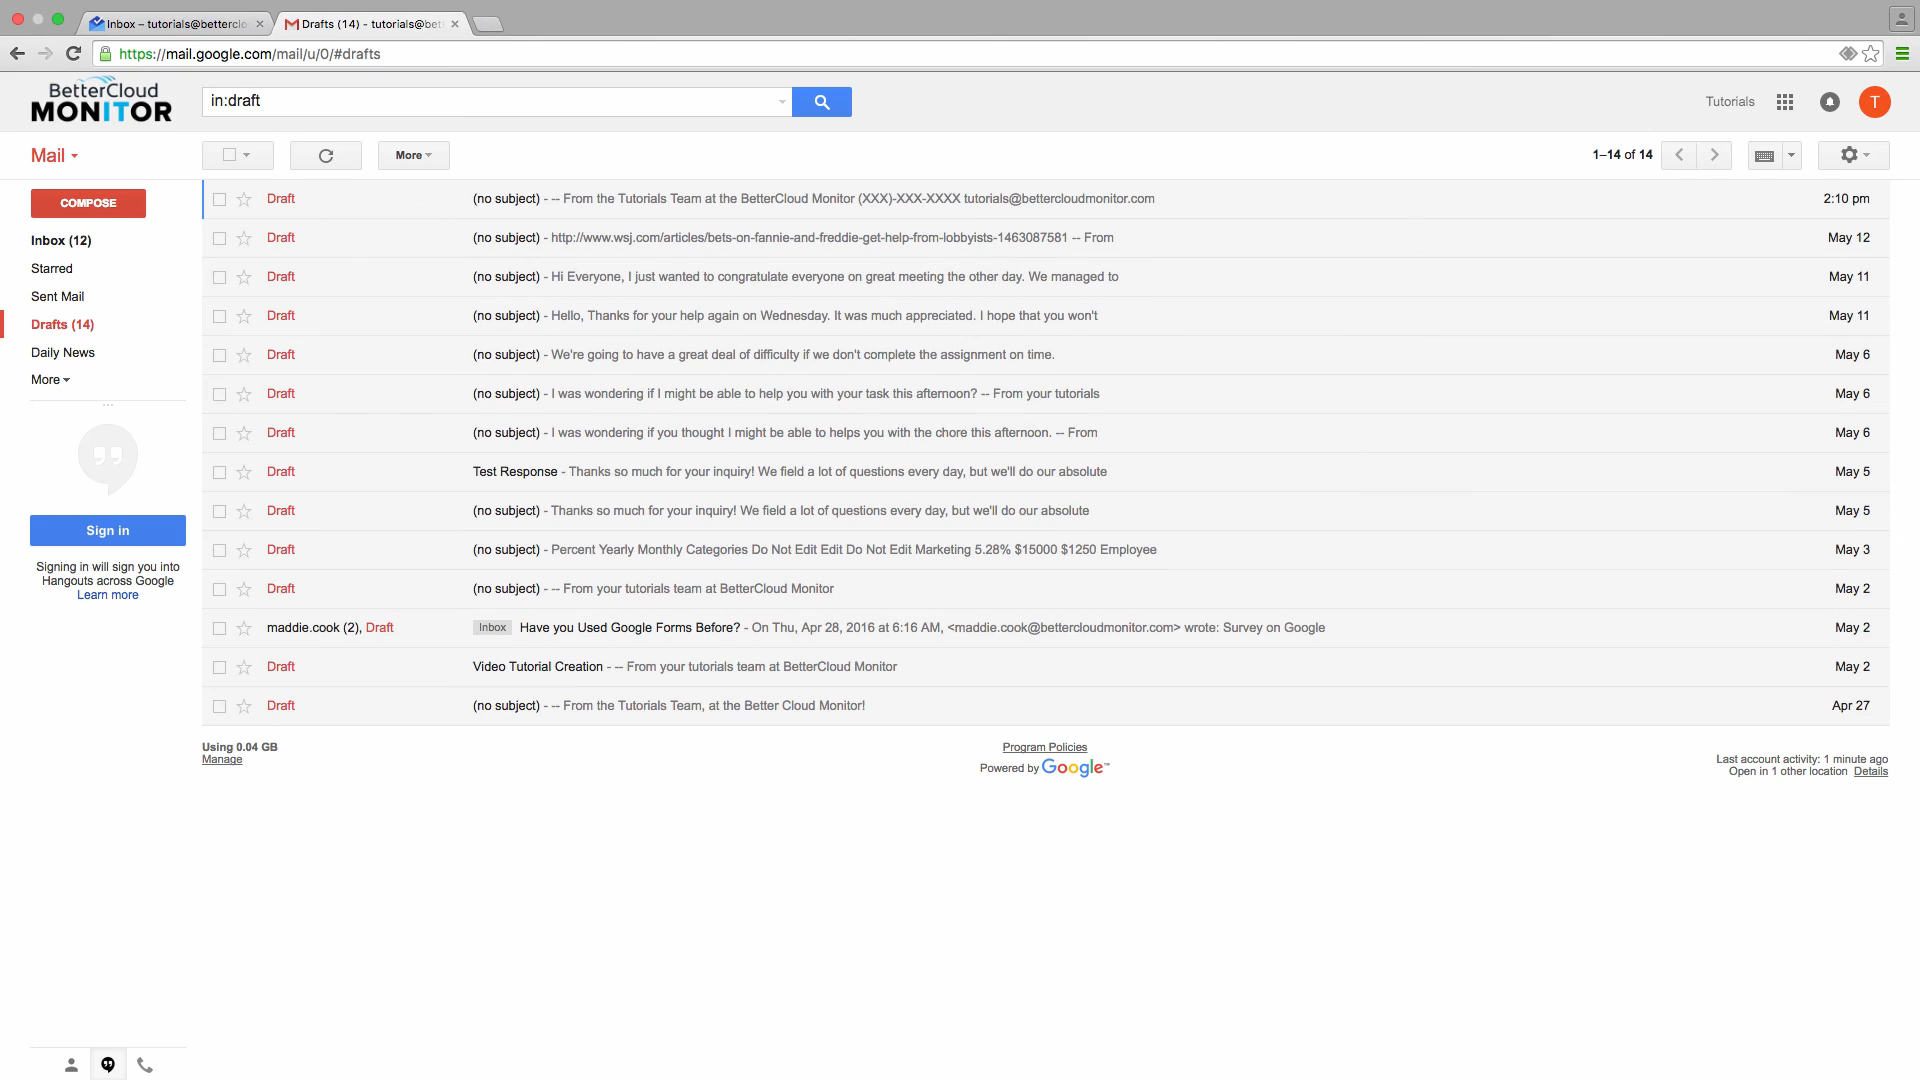 Inbox – tutorials@betterclo
Drafts (14) - tutorials@bet
https://mail.google.com/mail/u/0/#drafts
BetterCloud
MONITOR
in:draft
Tutorials
T
Mail
More
1–14 of 14
COMPOSE
Inbox (12)
Starred
Sent Mail
Drafts (14)
Daily News
More
Sign in
Signing in will sign you into
Hangouts across Google
Learn more
Draft (no subject) - -- From the Tutorials Team at the BetterCloud Monitor (XXX)-XXX-XXXX tutorials@bettercloudmonitor.com 2:10 pm
Draft (no subject) - http://www.wsj.com/articles/bets-on-fannie-and-freddie-get-help-from-lobbyists-1463087581 -- From May 12
Draft (no subject) - Hi Everyone, I just wanted to congratulate everyone on great meeting the other day. We managed to May 11
Draft (no subject) - Hello, Thanks for your help again on Wednesday. It was much appreciated. I hope that you won't May 11
Draft (no subject) - We're going to have a great deal of difficulty if we don't complete the assignment on time. May 6
Draft (no subject) - I was wondering if I might be able to help you with your task this afternoon? -- From your tutorials May 6
Draft (no subject) - I was wondering if you thought I might be able to helps you with the chore this afternoon. -- From May 6
Draft Test Response - Thanks so much for your inquiry! We field a lot of questions every day, but we'll do our absolute May 5
Draft (no subject) - Thanks so much for your inquiry! We field a lot of questions every day, but we'll do our absolute May 5
Draft (no subject) - Percent Yearly Monthly Categories Do Not Edit Edit Do Not Edit Marketing 5.28% $15000 $1250 Employee May 3
Draft (no subject) - -- From your tutorials team at BetterCloud Monitor May 2
maddie.cook (2), Draft Inbox Have you Used Google Forms Before? - On Thu, Apr 28, 2016 at 6:16 AM, <maddie.cook@bettercloudmonitor.com> wrote: Survey on Google May 2
Draft Video Tutorial Creation - -- From your tutorials team at BetterCloud Monitor May 2
Draft (no subject) - -- From the Tutorials Team, at the Better Cloud Monitor! Apr 27
Using 0.04 GB
Manage
Program Policies
Powered by Google™
Last account activity: 1 minute ago
Open in 1 other location Details